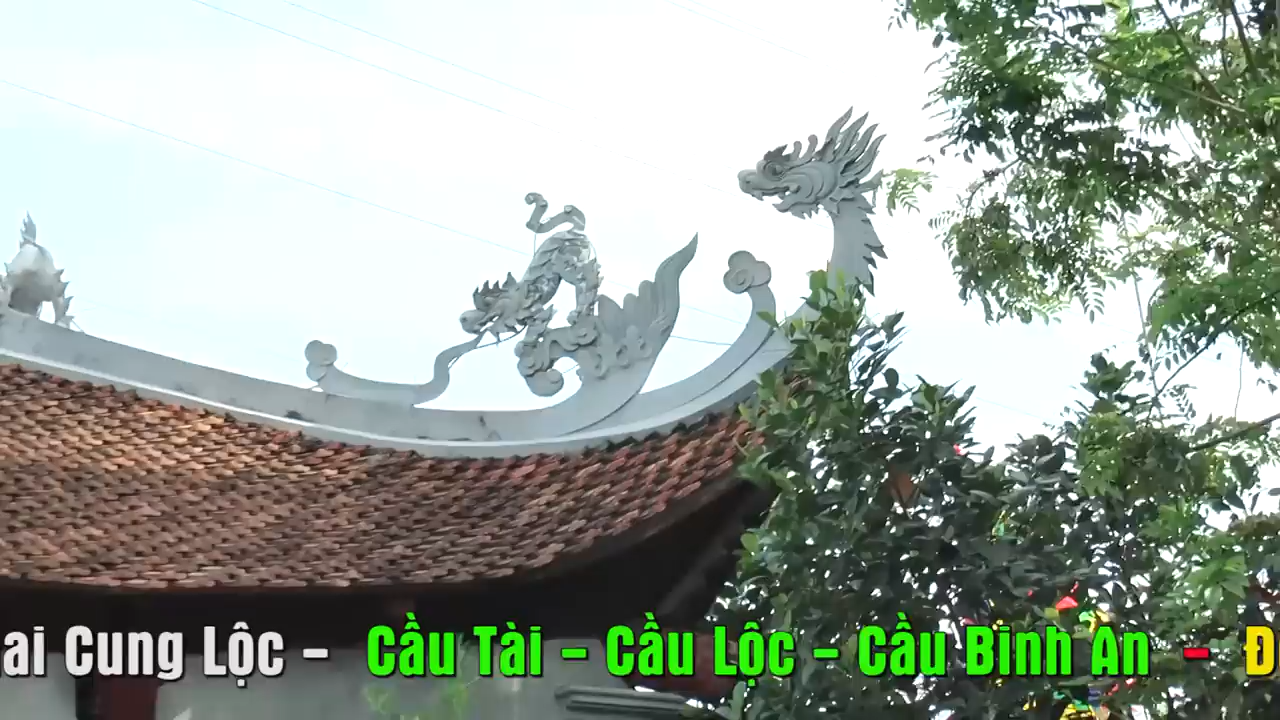 ai Cung Lộc - Cầu Tài - Cầu Lộc - Cầu Bình An - Đ